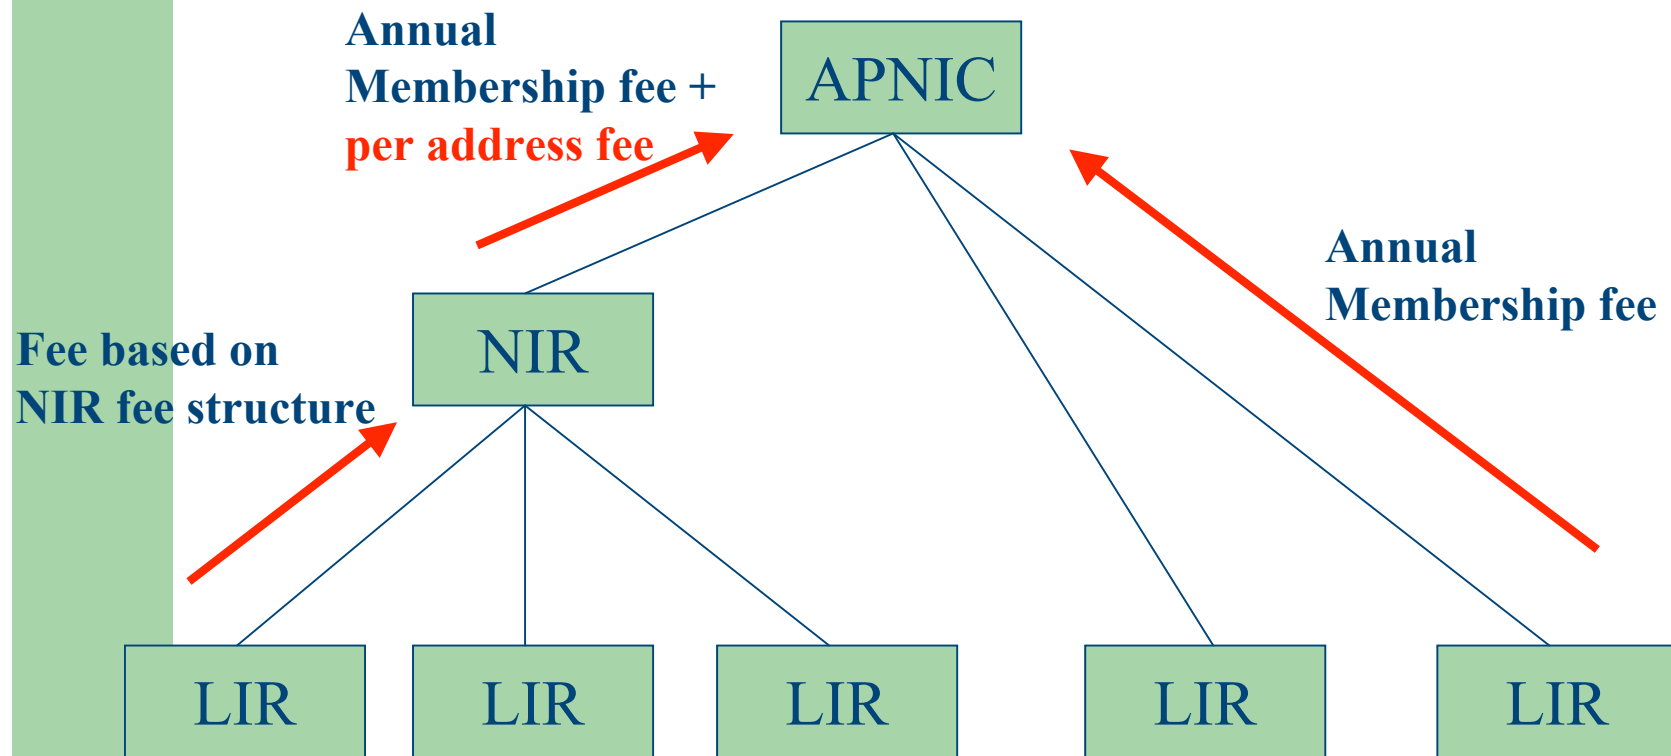 Annual
Membership fee +
per address fee
APNIC
Annual
Membership fee
NIR
Fee based on
NIR fee structure
LIR
LIR
LIR
LIR
LIR